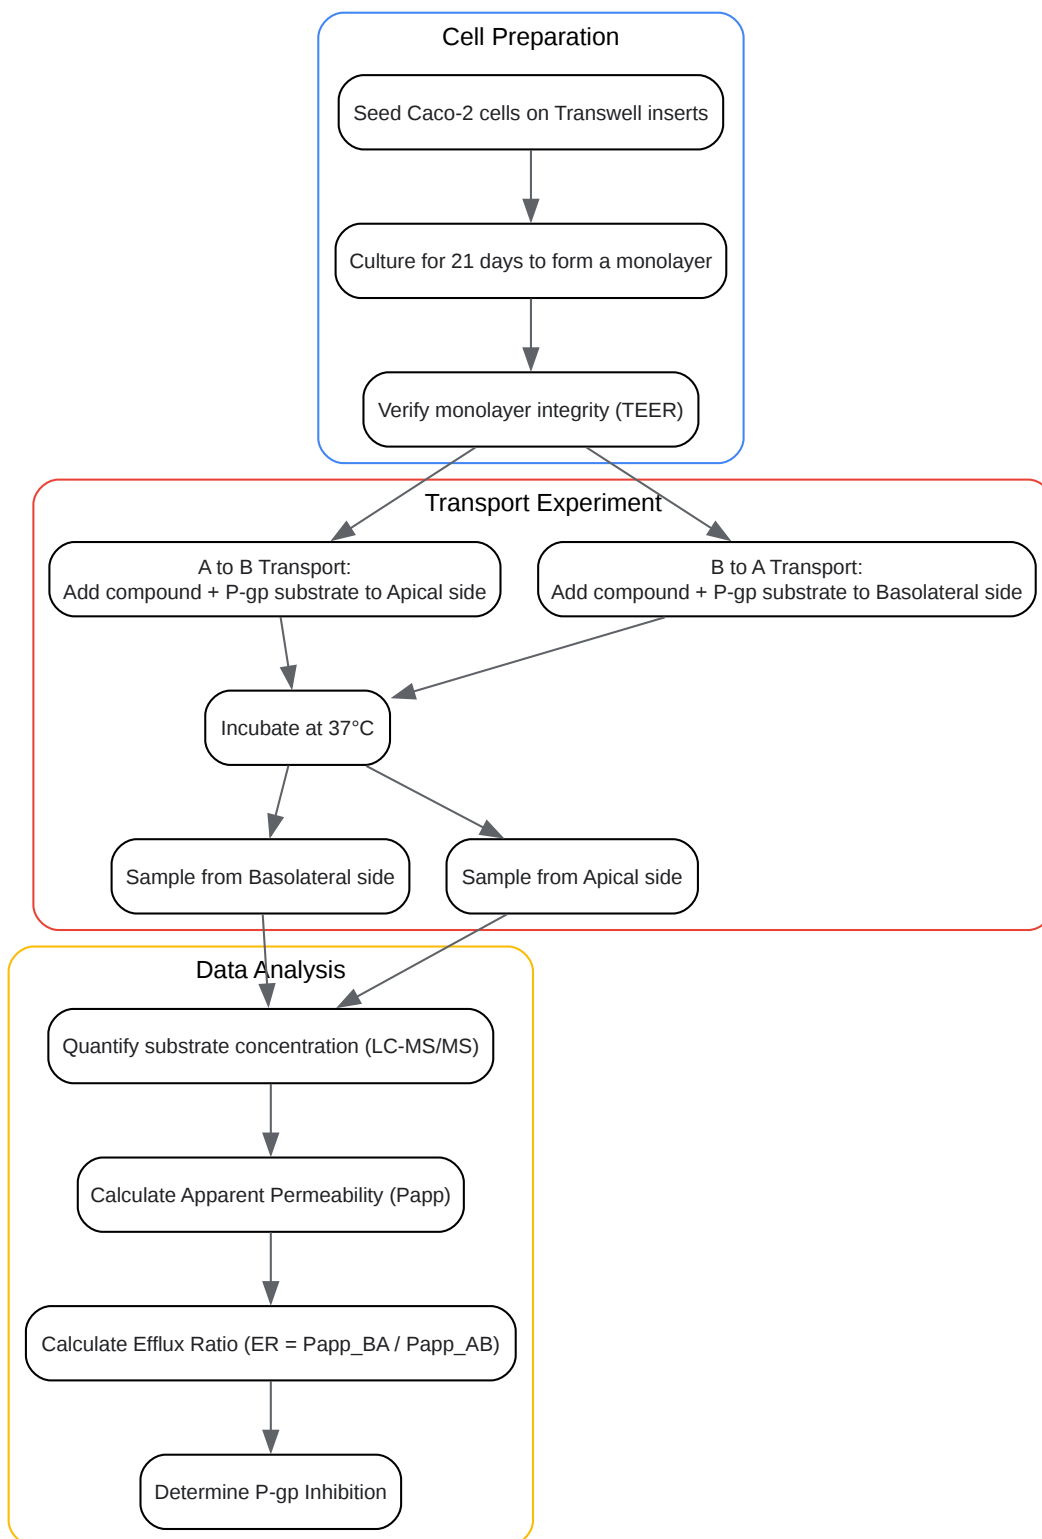 Cell Preparation
Seed Caco-2 cells on Transwell inserts
Culture for 21 days to form a monolayer
Verify monolayer integrity (TEER)
Transport Experiment
A to B Transport:
Add compound + P-gp substrate to Apical side
B to A Transport:
Add compound + P-gp substrate to Basolateral side
Incubate at 37°C
Sample from Basolateral side
Sample from Apical side
Data Analysis
Quantify substrate concentration (LC-MS/MS)
Calculate Apparent Permeability (Papp)
Calculate Efflux Ratio (ER = Papp_BA / Papp_AB)
Determine P-gp Inhibition